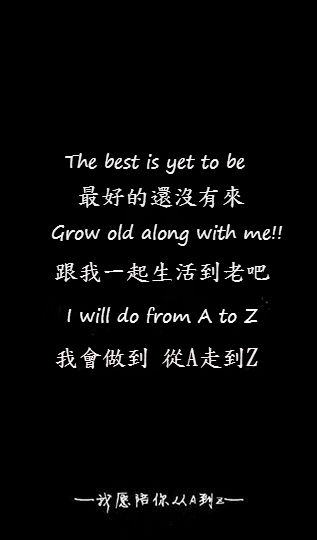 The best is yet to be
最好的還沒有來
Grow old along with me!!
跟我一起生活到老吧
I will do from A to Z
我會做到 從A走到Z
—我愿陪你从A到Z—